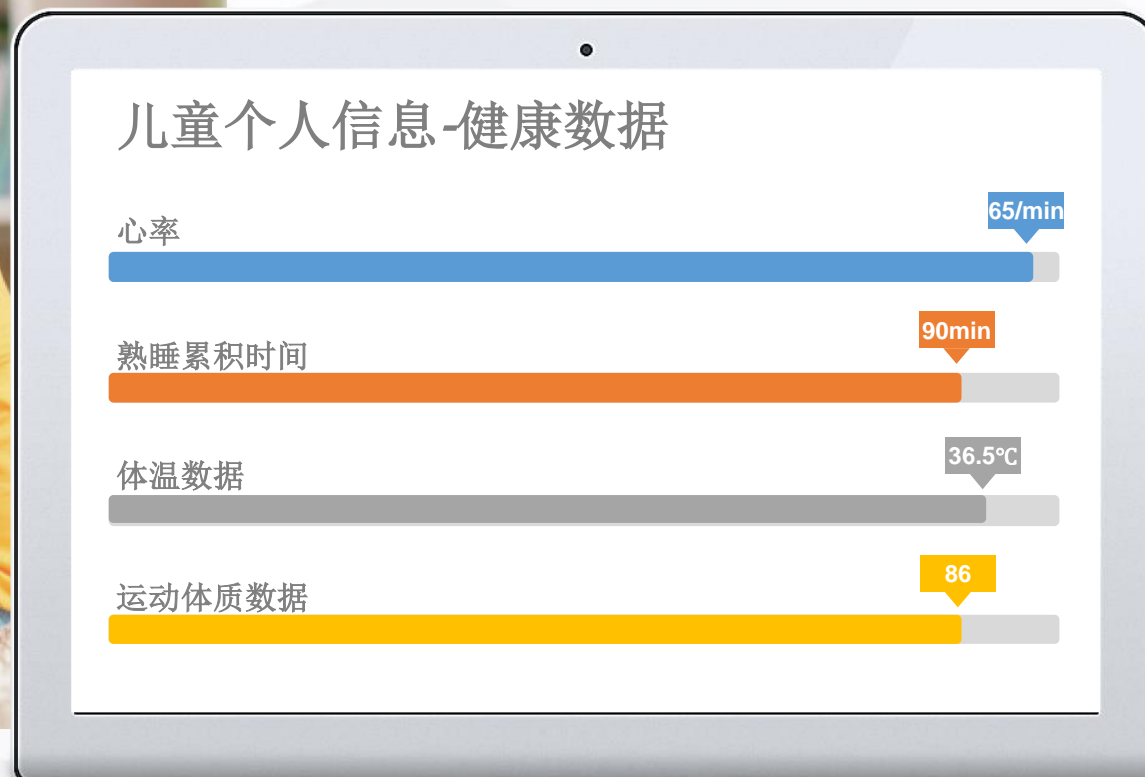 儿童个人信息-健康数据
心率
65/min
熟睡累积时间
90min
体温数据
36.5℃
运动体质数据
86